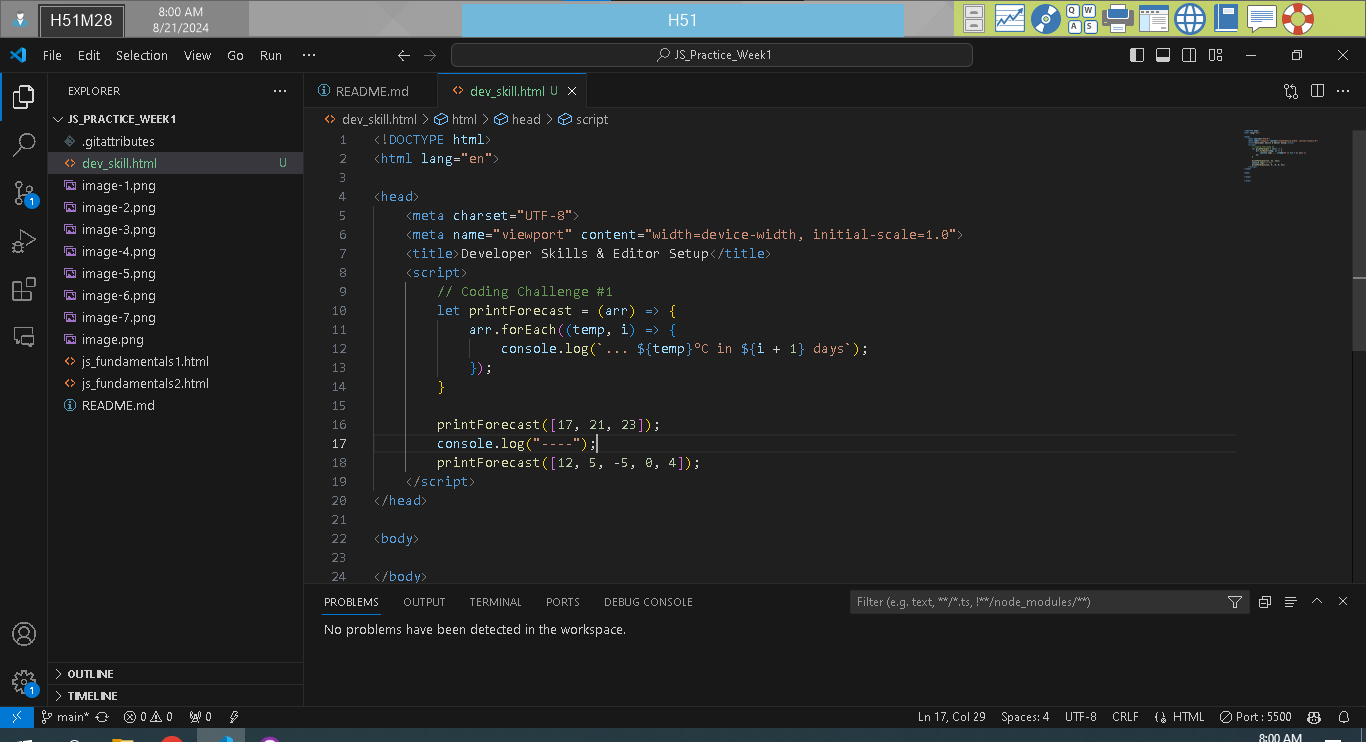 H51M28
8:00 AM
8/21/2024
H51
Q W
A S
File Edit Selection View Go Run ···
JS_Practice_Week1
EXPLORER
README.md
dev_skill.html U
JS_PRACTICE_WEEK1
.gitattributes
dev_skill.html U
image-1.png
image-2.png
image-3.png
image-4.png
image-5.png
image-6.png
image-7.png
image.png
js_fundamentals1.html
js_fundamentals2.html
README.md
OUTLINE
TIMELINE
1
1
dev_skill.html > html > head > script
1 <!DOCTYPE html>
2 <html lang="en">
3
4 <head>
5 <meta charset="UTF-8">
6 <meta name="viewport" content="width=device-width, initial-scale=1.0">
7 <title>Developer Skills & Editor Setup</title>
8 <script>
9 // Coding Challenge #1
10 let printForecast = (arr) => {
11 arr.forEach((temp, i) => {
12 console.log(`... ${temp}ºC in ${i + 1} days`);
13 });
14 }
15
16 printForecast([17, 21, 23]);
17 console.log("----");
18 printForecast([12, 5, -5, 0, 4]);
19 </script>
20 </head>
21
22 <body>
23
24 </body>
PROBLEMS OUTPUT TERMINAL PORTS DEBUG CONSOLE
Filter (e.g. text, **/*.ts, !**/node_modules/**)
No problems have been detected in the workspace.
main* 0 0 0
Ln 17, Col 29 Spaces: 4 UTF-8 CRLF HTML Port : 5500
8:00 AM